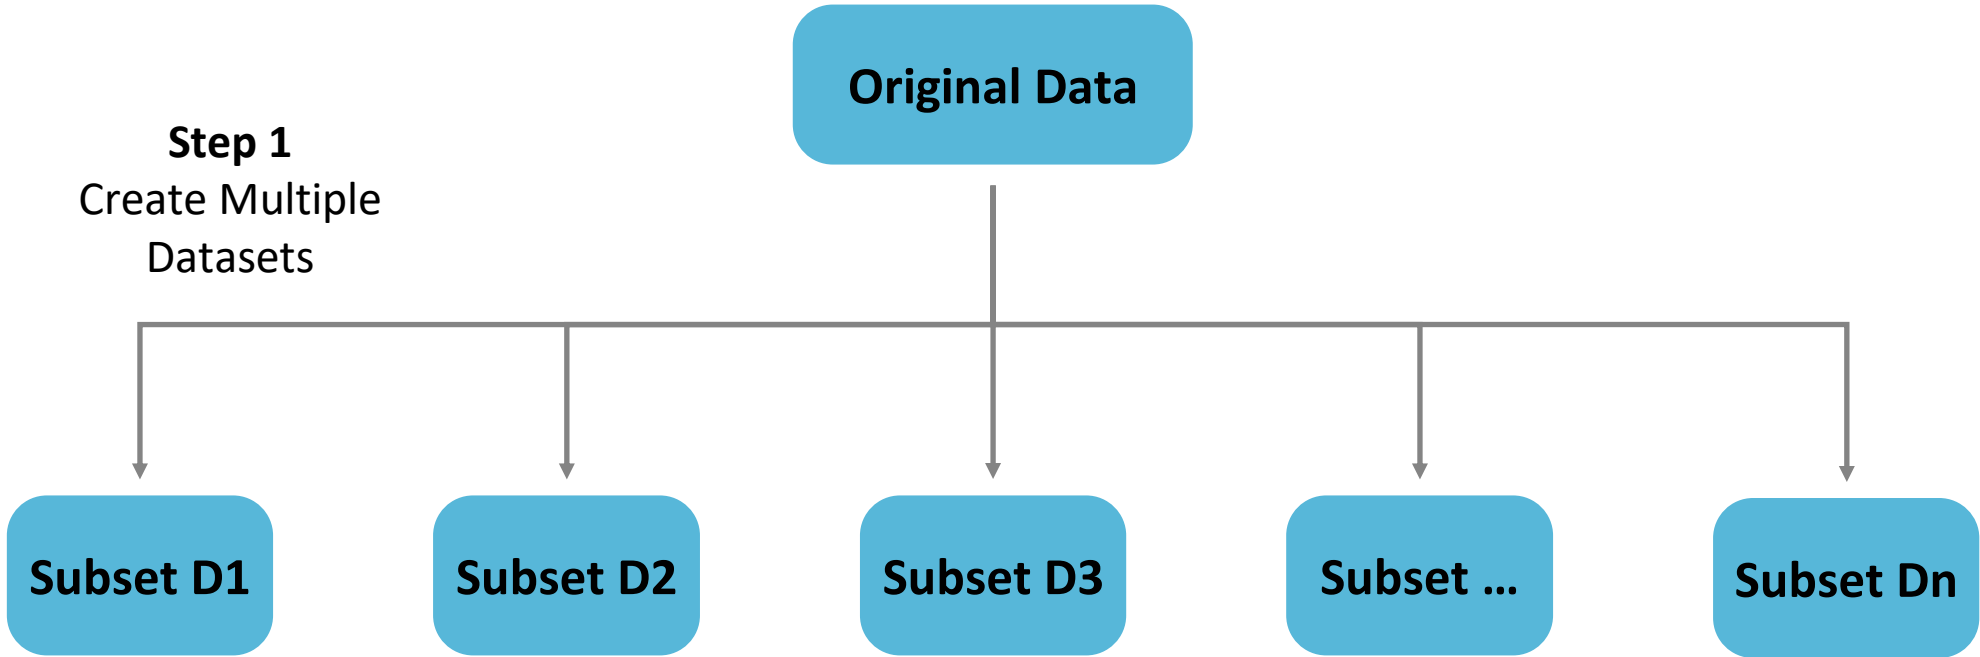 Original Data
Step 1
Create Multiple
Datasets
Subset D1
Subset D2
Subset D3
Subset ...
Subset Dn